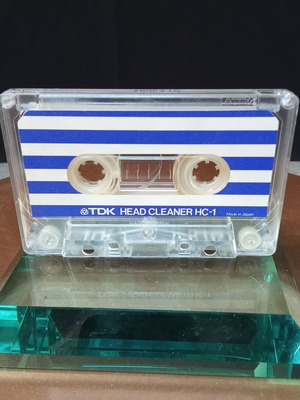 TDK HEAD CLEANER HC-1
Made in Japan